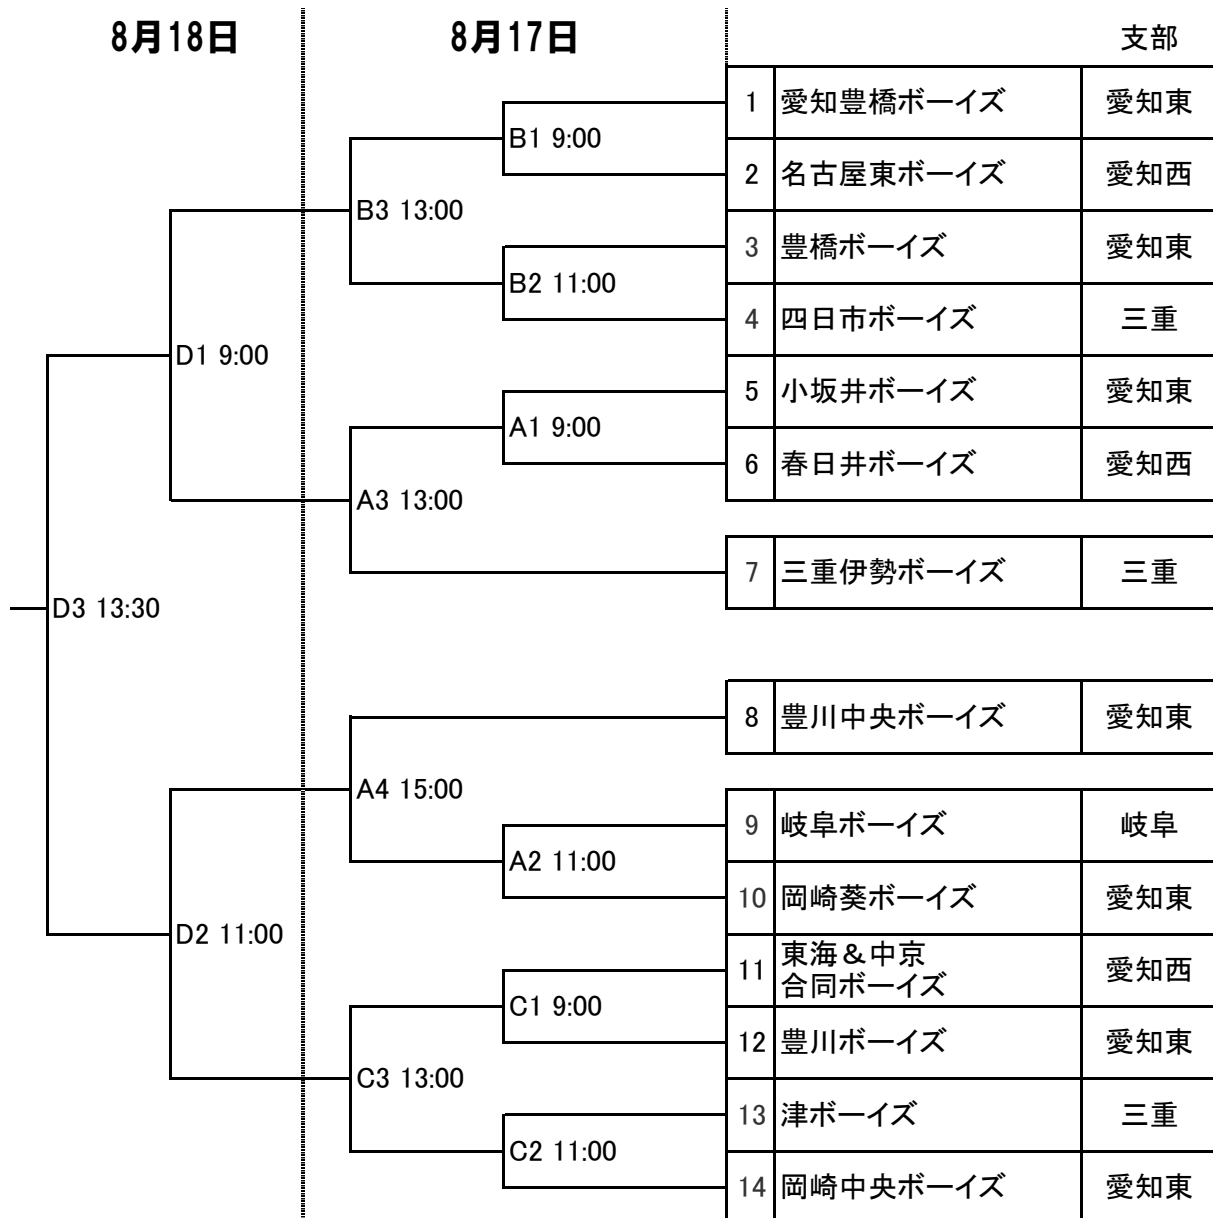 8月18日 8月17日 支部
1 愛知豊橋ボーイズ 愛知東
B1 9:00
2 名古屋東ボーイズ 愛知西
B3 13:00
3 豊橋ボーイズ 愛知東
B2 11:00
4 四日市ボーイズ 三重
D1 9:00
5 小坂井ボーイズ 愛知東
A1 9:00
6 春日井ボーイズ 愛知西
A3 13:00
7 三重伊勢ボーイズ 三重
D3 13:30
8 豊川中央ボーイズ 愛知東
A4 15:00
9 岐阜ボーイズ 岐阜
A2 11:00
10 岡崎葵ボーイズ 愛知東
D2 11:00
11 東海&中京
合同ボーイズ 愛知西
C1 9:00
12 豊川ボーイズ 愛知東
C3 13:00
13 津ボーイズ 三重
C2 11:00
14 岡崎中央ボーイズ 愛知東